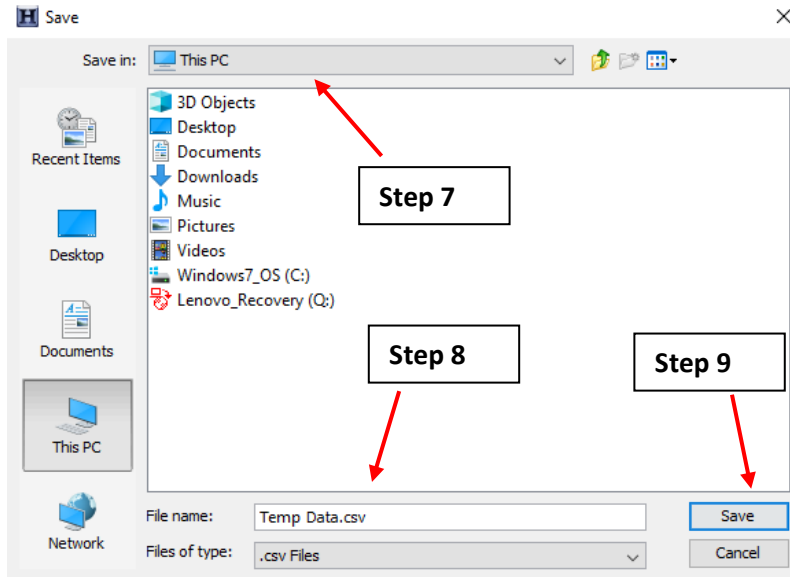 Save
Save in: This PC
Recent Items
Desktop
Documents
This PC
Network
3D Objects
Desktop
Documents
Downloads
Music
Pictures
Videos
Windows7_OS (C:)
Lenovo_Recovery (Q:)
Step 7
Step 8
Step 9
File name: Temp Data.csv Save
Files of type: .csv Files Cancel